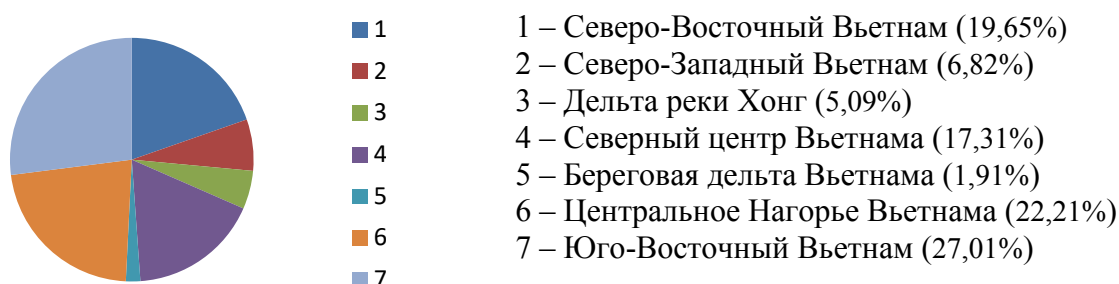 1
2
3
4
5
6
7
1 – Северо-Восточный Вьетнам (19,65%)
2 – Северо-Западный Вьетнам (6,82%)
3 – Дельта реки Хонг (5,09%)
4 – Северный центр Вьетнама (17,31%)
5 – Береговая дельта Вьетнама (1,91%)
6 – Центральное Нагорье Вьетнама (22,21%)
7 – Юго-Восточный Вьетнам (27,01%)